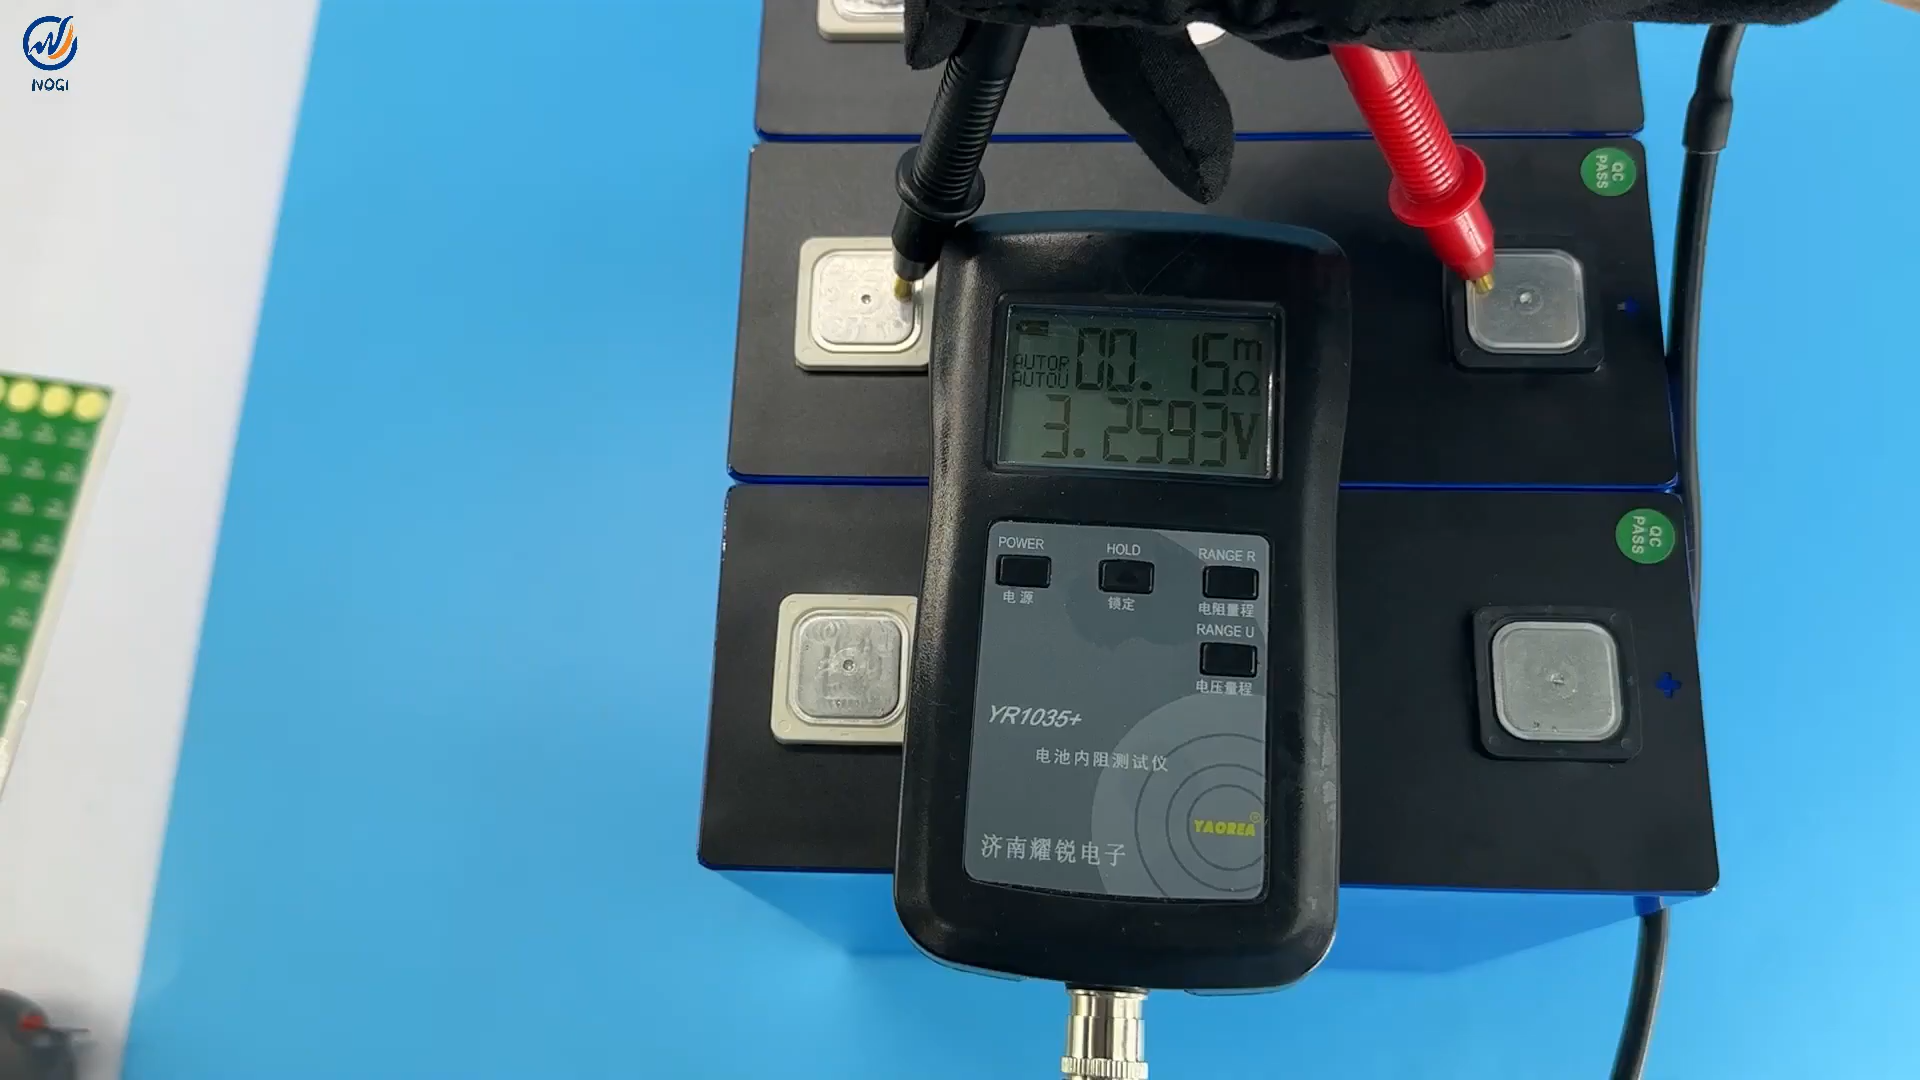 NOGI
QC
PASS
AUTOR 00.15mΩ
AUTOU
3.2593V
QC
PASS
POWER
电源
HOLD
锁定
RANGE R
电阻量程
RANGE U
电压量程
YR1035+
电池内阻测试仪
YAOREA®
济南耀锐电子